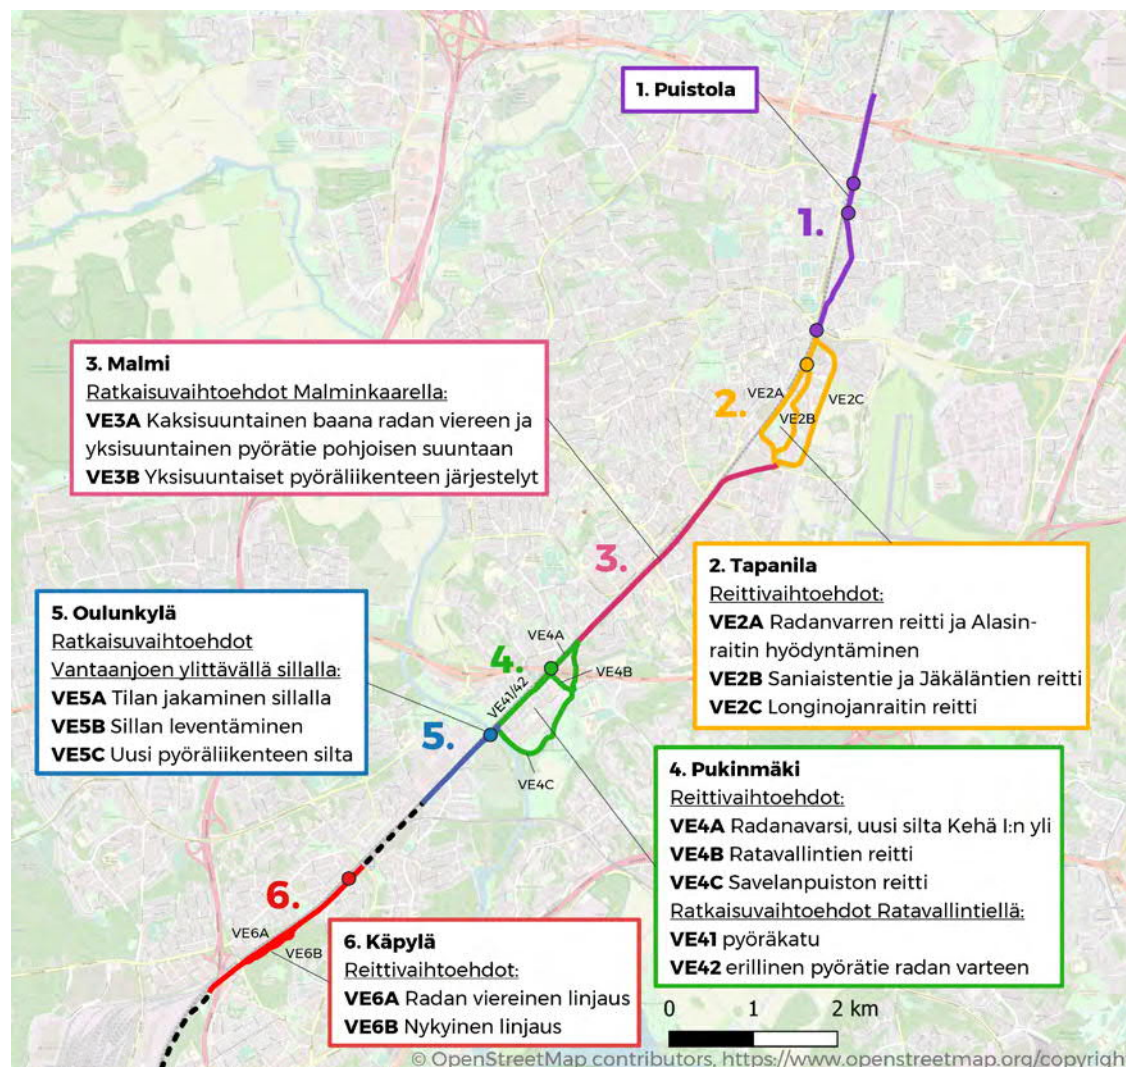 1. Puistola
1.
3. Malmi
Ratkaisuvaihtoehdot Malminkaarella:
VE3A Kaksisuuntainen baana radan viereen ja
yksisuuntainen pyörätie pohjoisen suuntaan
VE3B Yksisuuntaiset pyöräliikenteen järjestelyt
2.
VE2A
VE2B
VE2C
3.
2. Tapanila
Reittivaihtoehdot:
VE2A Radanvarren reitti ja Alasin-
raitin hyödyntäminen
VE2B Saniaistentie ja Jäkäläntien reitti
VE2C Longinojanraitin reitti
5. Oulunkylä
Ratkaisuvaihtoehdot
Vantaanjoen ylittävällä sillalla:
VE5A Tilan jakaminen sillalla
VE5B Sillan leventäminen
VE5C Uusi pyöräliikenteen silta
VE4A
4.
VE4B
VE41/42
5.
VE4C
4. Pukinmäki
Reittivaihtoehdot:
VE4A Radanavarsi, uusi silta Kehä I:n yli
VE4B Ratavallintien reitti
VE4C Savelanpuiston reitti
Ratkaisuvaihtoehdot Ratavallintiellä:
VE41 pyöräkatu
VE42 erillinen pyörätie radan varteen
6.
VE6A
VE6B
6. Käpylä
Reittivaihtoehdot:
VE6A Radan viereinen linjaus
VE6B Nykyinen linjaus
0 1 2 km
© OpenStreetMap contributors, https://www.openstreetmap.org/copyrigh